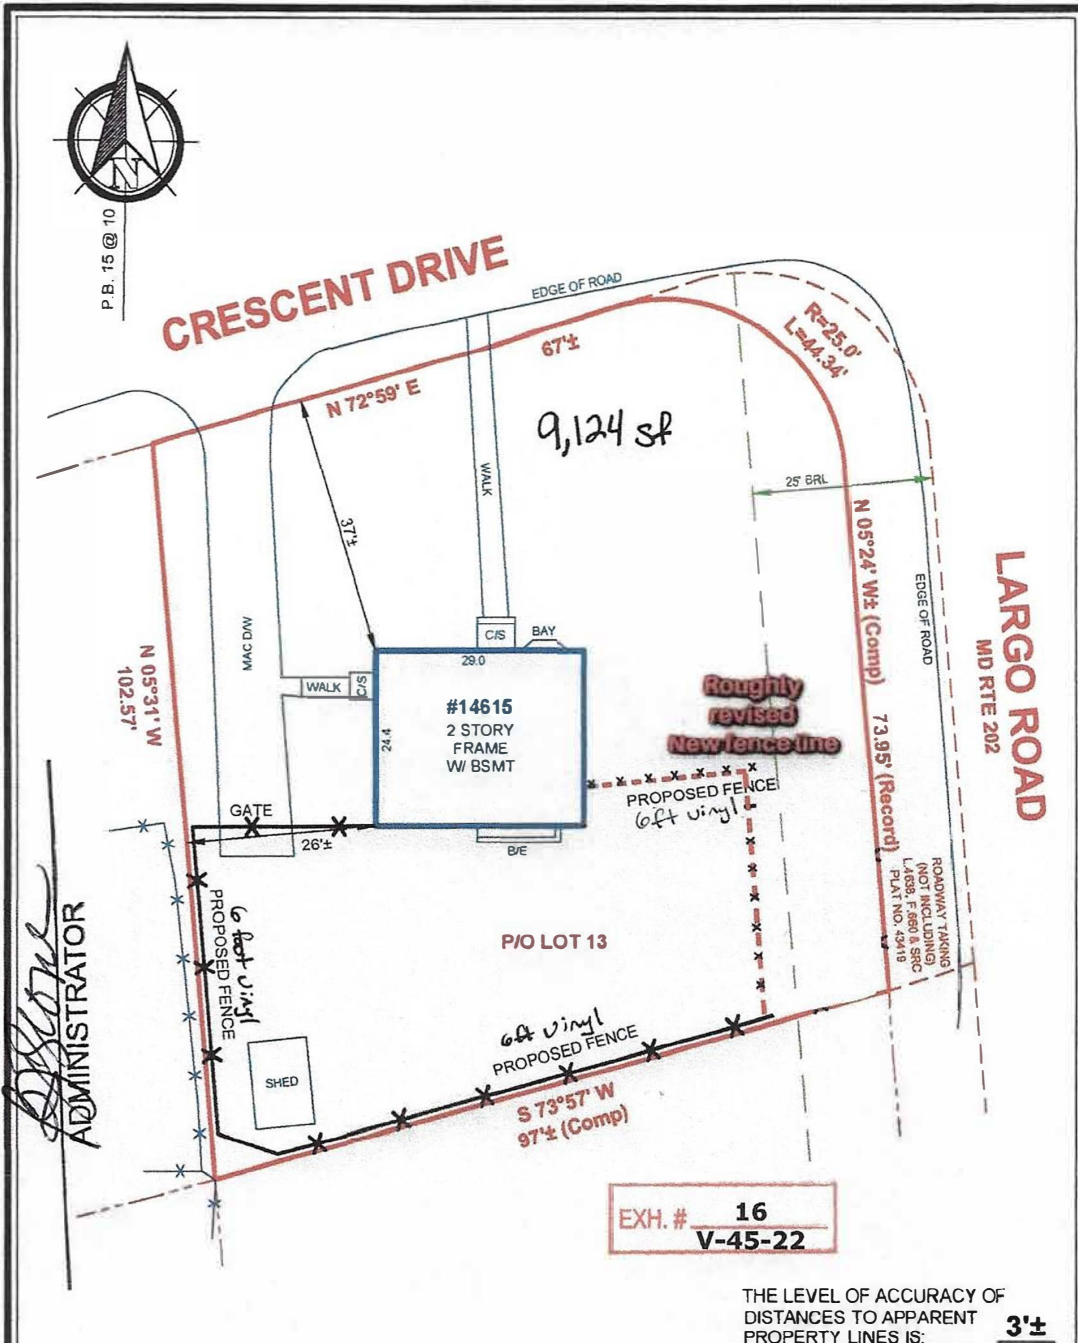 N
P.B. 15 @ 10
CRESCENT DRIVE
EDGE OF ROAD
67'±
N 72°59' E
R=25.0'
L=44.34'
9,124 sf
WALK
25' BRL
37'±
N 05°24' W± (Comp)
73.95' (Record)
EDGE OF ROAD
LARGO ROAD
MD RTE 202
MAC D/W
N 05°31' W
102.57'
C/S
BAY
29.0
WALK
C/S
#14615
2 STORY
FRAME
W/ BSMT
24.4
Roughly
revised
New fence line
PROPOSED FENCE
6ft vinyl
GATE
26'±
B/E
ROADWAY TAKING
(NOT INCLUDING)
L.4638, F.660 & SRC
PLAT NO. 43419
6 foot vinyl
PROPOSED FENCE
P/O LOT 13
ADMINISTRATOR
6ft vinyl
PROPOSED FENCE
SHED
S 73°57' W
97'± (Comp)
EXH. # 16
V-45-22
THE LEVEL OF ACCURACY OF
DISTANCES TO APPARENT
PROPERTY LINES IS: 3'±